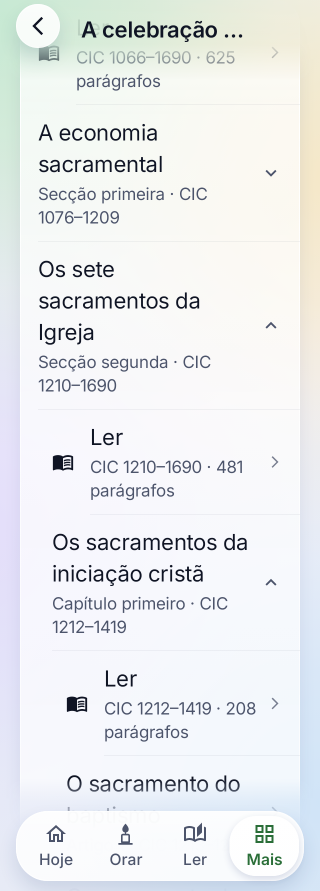 A celebração ...
Ler
CIC 1066–1690 · 625
parágrafos
A economia
sacramental
Secção primeira · CIC
1076–1209
Os sete
sacramentos da
Igreja
Secção segunda · CIC
1210–1690
Ler
CIC 1210–1690 · 481
parágrafos
Os sacramentos da
iniciação cristã
Capítulo primeiro · CIC
1212–1419
Ler
CIC 1212–1419 · 208
parágrafos
O sacramento do
baptismo
Hoje
Orar
Ler
Mais